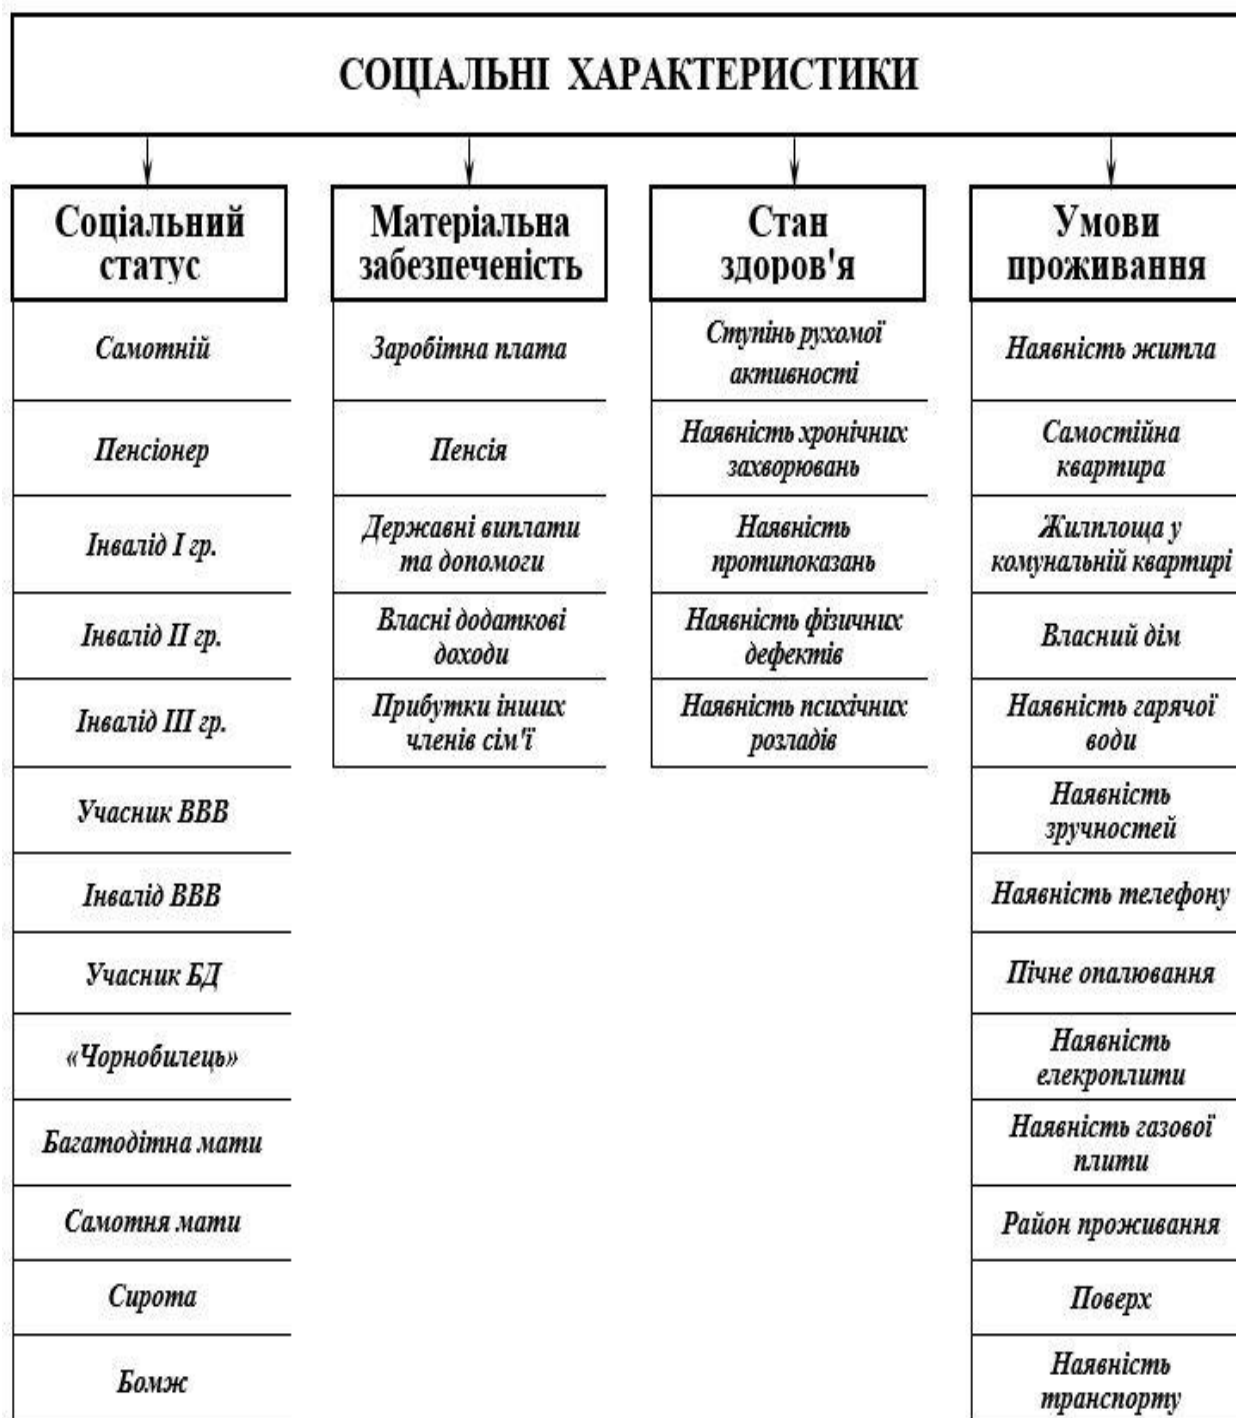 СОЦІАЛЬНІ ХАРАКТЕРИСТИКИ
Соціальний
статус
Самотній
Пенсіонер
Інвалід І гр.
Інвалід ІІ гр.
Інвалід ІІІ гр.
Учасник ВВВ
Інвалід ВВВ
Учасник БД
«Чорнобилець»
Багатодітна мати
Самотня мати
Сирота
Бомж
Матеріальна
забезпеченість
Заробітна плата
Пенсія
Державні виплати
та допомоги
Власні додаткові
доходи
Прибутки інших
членів сім'ї
Стан
здоров'я
Ступінь рухомої
активності
Наявність хронічних
захворювань
Наявність
протипоказань
Наявність фізичних
дефектів
Наявність психічних
розладів
Умови
проживання
Наявність житла
Самостійна
квартира
Жилплоща у
комунальній квартирі
Власний дім
Наявність гарячої
води
Наявність
зручностей
Наявність телефону
Пічне опалювання
Наявність
елекроплити
Наявність газової
плити
Район проживання
Поверх
Наявність
транспорту